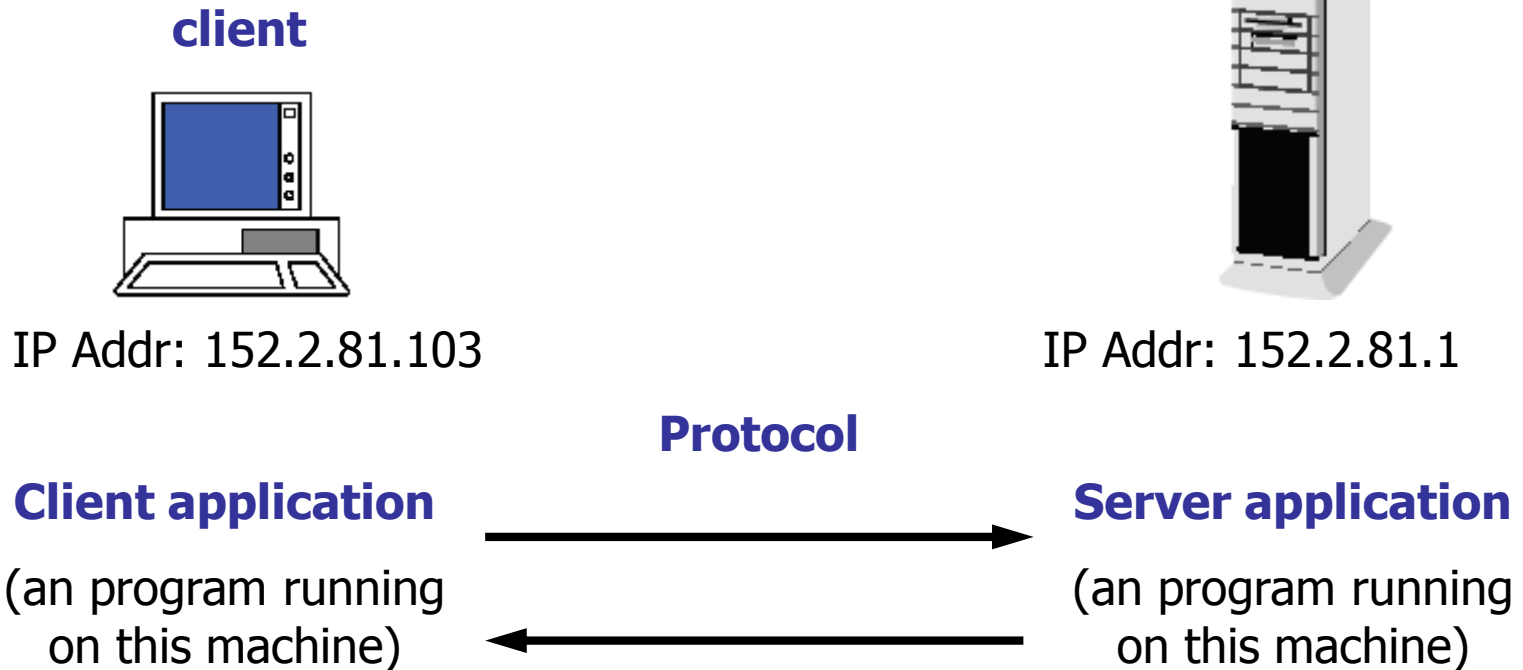 client
IP Addr: 152.2.81.103
IP Addr: 152.2.81.1
Protocol
Client application
Server application
(an program running
on this machine)
(an program running
on this machine)